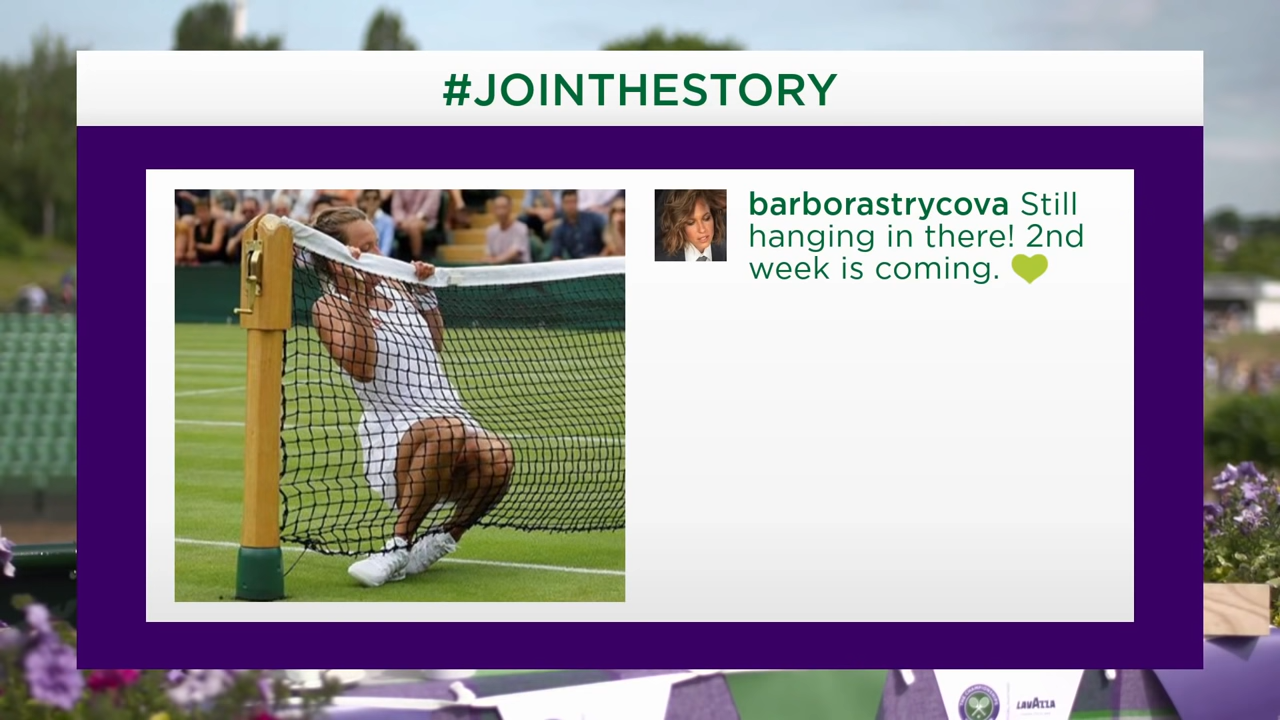 #JOINTHESTORY
barborastrycova Still
hanging in there! 2nd
week is coming. 💚
LAVAZZA